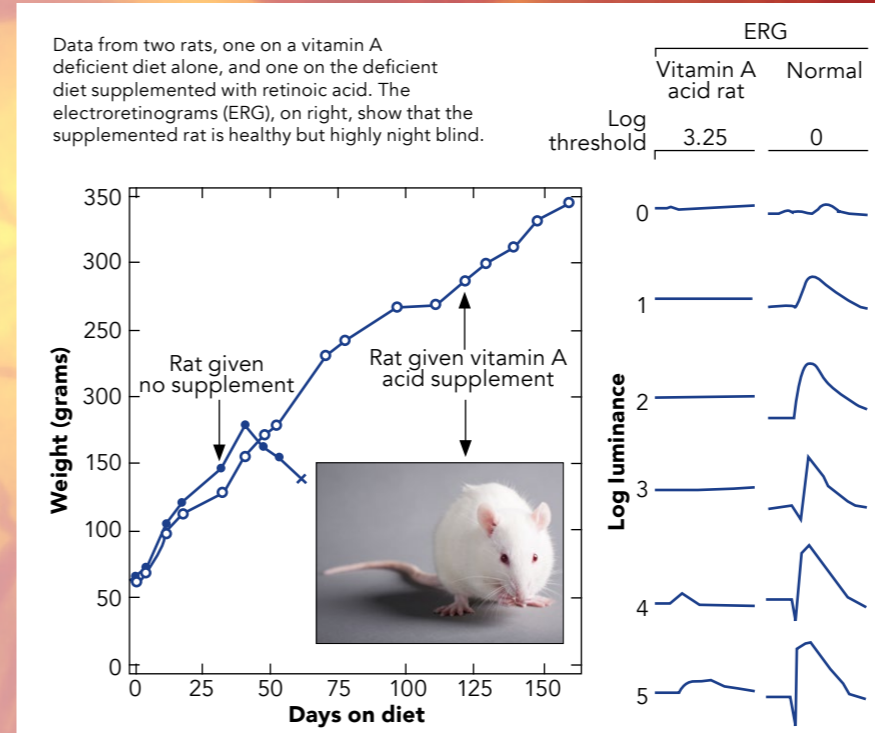 Data from two rats, one on a vitamin A
deficient diet alone, and one on the deficient
diet supplemented with retinoic acid. The
electroretinograms (ERG), on right, show that the
supplemented rat is healthy but highly night blind.
ERG
Vitamin A
acid rat
Normal
Log
threshold
3.25
0
350
300
250
300
150
100
50
0
Weight (grams)
Rat given
no supplement
Rat given vitamin A
acid supplement
0
25
50
75
100
125
150
Days on diet
Log luminance
0
1
2
3
4
5